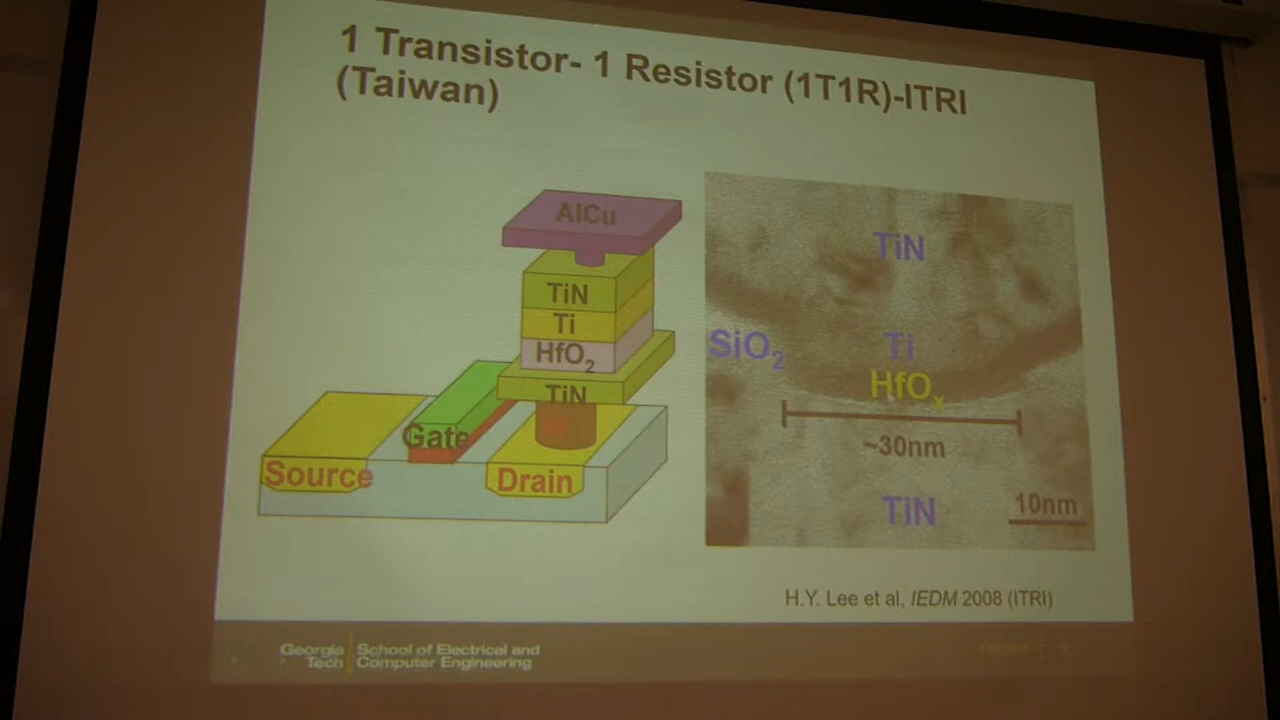 1 Transistor- 1 Resistor (1T1R)-ITRI
(Taiwan)
AlCu
TiN
Ti
HfO₂
TiN
Gate
Source
Drain
TiN
SiO₂
Ti
HfOₓ
~30nm
TiN
10nm
H.Y. Lee et al, IEDM 2008 (ITRI)
Georgia Tech
School of Electrical and
Computer Engineering